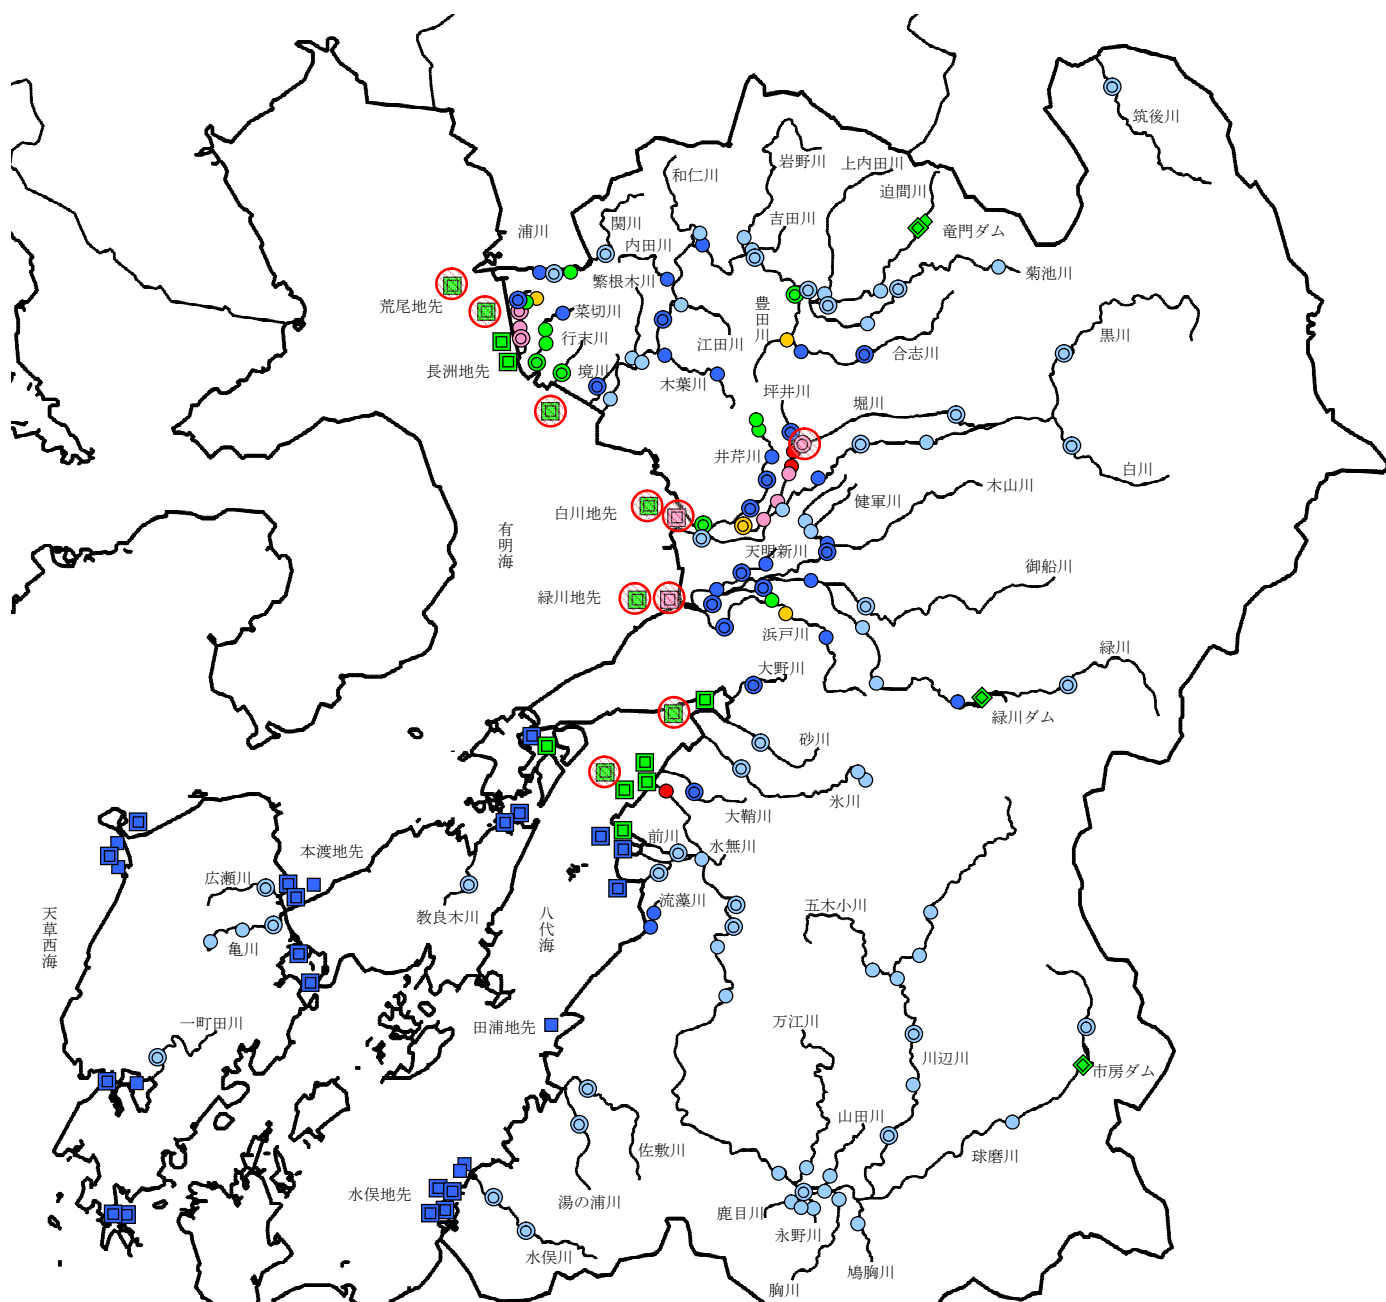 筑後川
岩野川
上内田川
和仁川
迫間川
吉田川
関川
浦川
竜門ダム
内田川
菊池川
繁根木川
荒尾地先
豊田川
菜切川
黒川
行末川
江田川
合志川
長洲地先
境川
木葉川
坪井川
堀川
井芹川
白川
木山川
健軍川
白川地先
有明海
天明新川
御船川
緑川地先
浜戸川
緑川
大野川
緑川ダム
砂川
氷川
大鞘川
前川
水無川
本渡地先
広瀬川
流藻川
五木小川
教良木川
八代海
天草西海
亀川
田浦地先
一町田川
万江川
川辺川
市房ダム
山田川
佐敷川
球磨川
水俣地先
湯の浦川
鹿目川
永野川
水俣川
鳩胸川
胸川